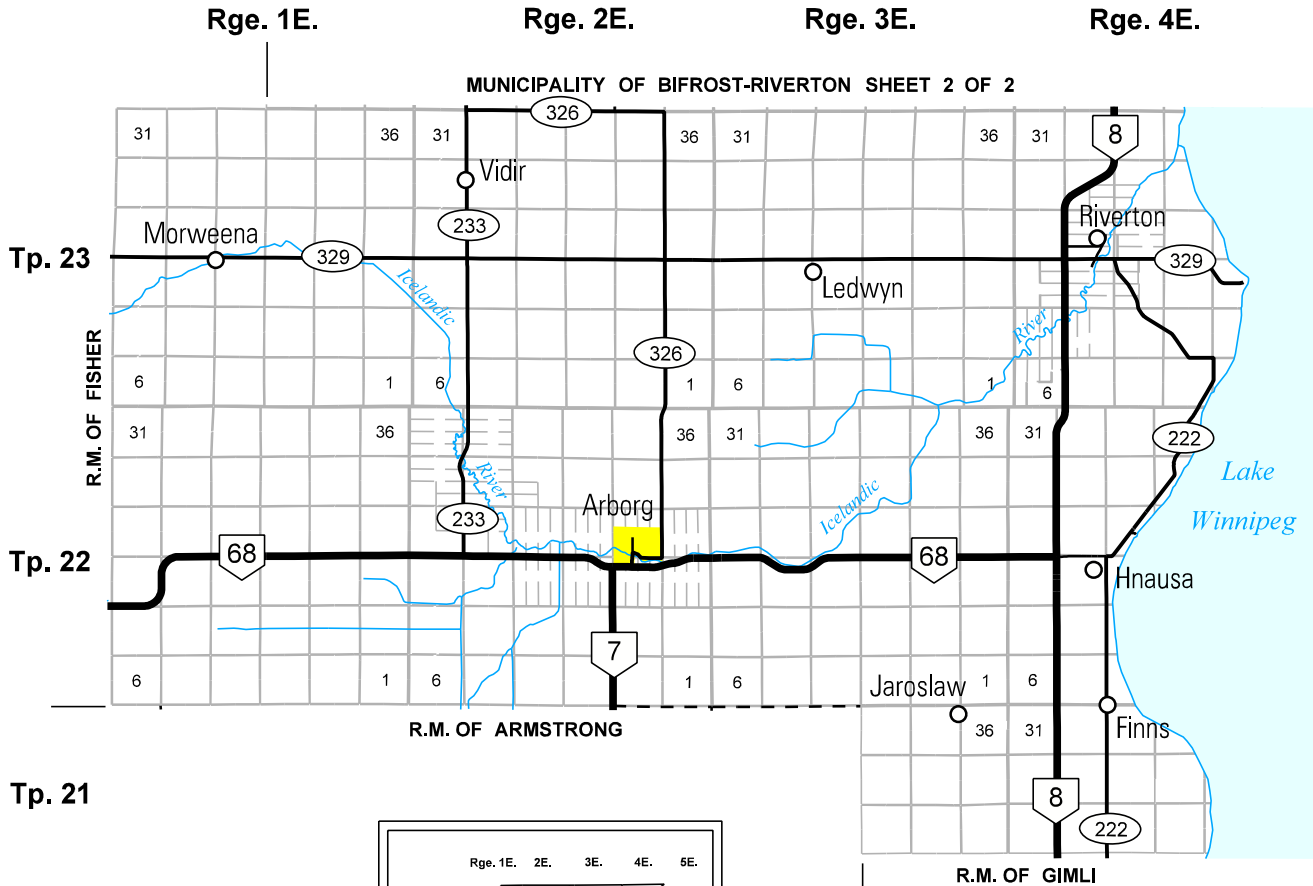 Rge. 1E. Rge. 2E. Rge. 3E. Rge. 4E.
MUNICIPALITY OF BIFROST-RIVERTON SHEET 2 OF 2
326
31 36 31 36 31 36 31 8
Vidir
233
Riverton
Morweena
Tp. 23
329 329
Icelandic
Ledwyn
River
R.M. OF FISHER
326
6 1 6 1 6 1 6
31 36 36 31 36 31
222
River
Lake
Winnipeg
Arborg
Icelandic
233
Tp. 22
68 68
Hnausa
7
6 1 6 1 6 1 6
Jaroslaw
R.M. OF ARMSTRONG
36 31
Finns
Tp. 21
8
222
Rge. 1E. 2E. 3E. 4E. 5E.
R.M. OF GIMLI